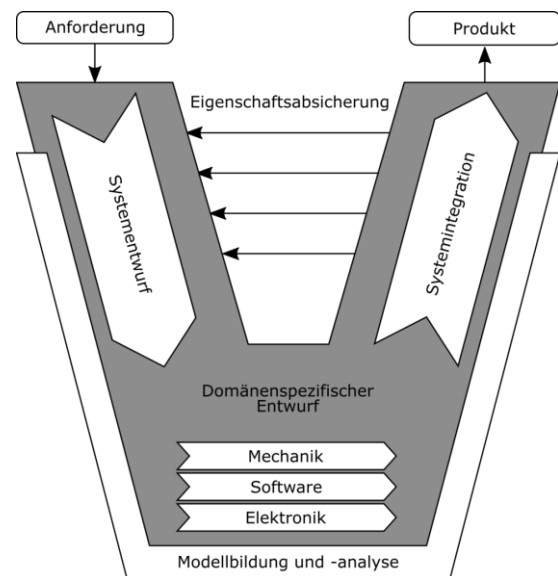 Anforderung
Produkt
Eigenschaftsabsicherung
Systementwurf
Systemintegration
Domänenspezifischer
Entwurf
Mechanik
Software
Elektronik
Modellbildung und -analyse